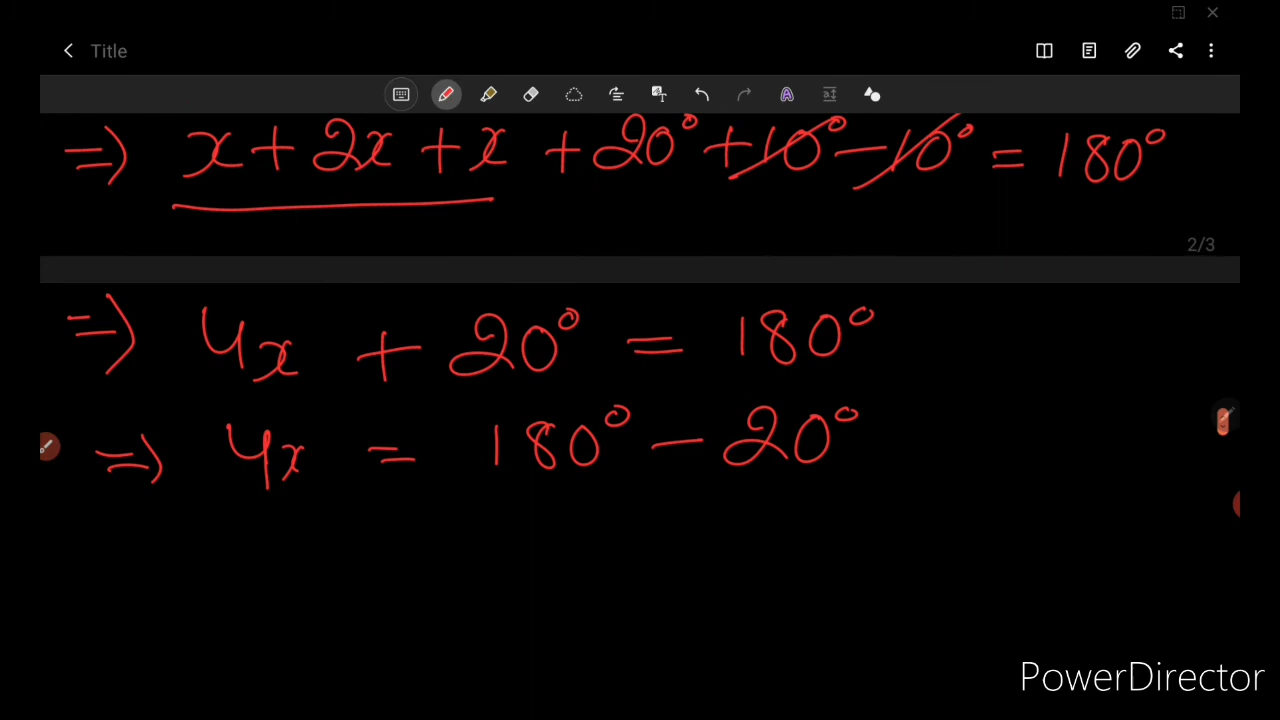 Title
=> x + 2x + x + 20° + 10° - 10° = 180°
2/3
=> 4x + 20° = 180°
=> 4x = 180° - 20°
PowerDirector